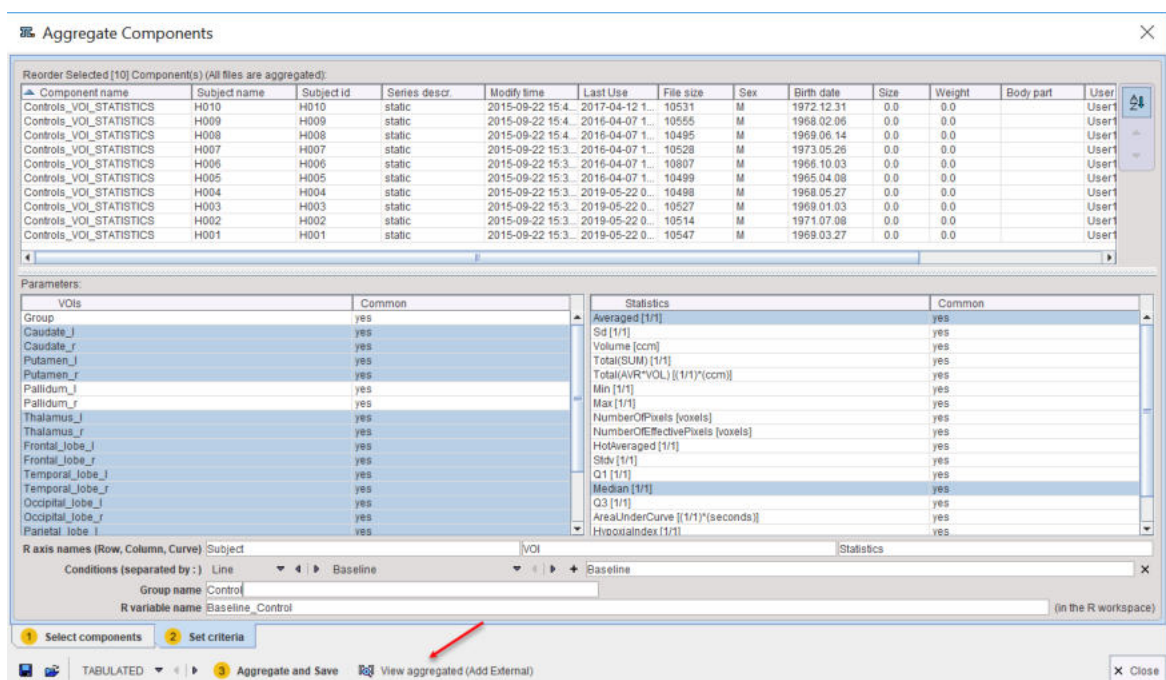 Aggregate Components
Reorder Selected [10] Component(s) (All files are aggregated):
Component name Subject name Subject id Series descr. Modify time Last Use File size Sex Birth date Size Weight Body part User
Controls_VOI_STATISTICS H010 H010 static 2015-09-22 15:4... 2017-04-12 1... 10531 M 1972.12.31 0.0 0.0 User1
Controls_VOI_STATISTICS H009 H009 static 2015-09-22 15:4... 2016-04-07 1... 10555 M 1968.02.06 0.0 0.0 User1
Controls_VOI_STATISTICS H008 H008 static 2015-09-22 15:4... 2016-04-07 1... 10495 M 1969.06.14 0.0 0.0 User1
Controls_VOI_STATISTICS H007 H007 static 2015-09-22 15:3... 2016-04-07 1... 10528 M 1973.05.26 0.0 0.0 User1
Controls_VOI_STATISTICS H006 H006 static 2015-09-22 15:3... 2016-04-07 1... 10807 M 1966.10.03 0.0 0.0 User1
Controls_VOI_STATISTICS H005 H005 static 2015-09-22 15:3... 2016-04-07 1... 10499 M 1965.04.08 0.0 0.0 User1
Controls_VOI_STATISTICS H004 H004 static 2015-09-22 15:3... 2019-05-22 0... 10498 M 1968.05.27 0.0 0.0 User1
Controls_VOI_STATISTICS H003 H003 static 2015-09-22 15:3... 2019-05-22 0... 10527 M 1969.01.03 0.0 0.0 User1
Controls_VOI_STATISTICS H002 H002 static 2015-09-22 15:3... 2019-05-22 0... 10514 M 1971.07.08 0.0 0.0 User1
Controls_VOI_STATISTICS H001 H001 static 2015-09-22 15:3... 2019-05-22 0... 10547 M 1969.03.27 0.0 0.0 User1
Parameters:
VOIs Common Statistics Common
Group yes Averaged [1/1] yes
Caudate_l yes Sd [1/1] yes
Caudate_r yes Volume [ccm] yes
Putamen_l yes Total(SUM) [1/1] yes
Putamen_r yes Total(AVR*VOL) [(1/1)*(ccm)] yes
Pallidum_l yes Min [1/1] yes
Pallidum_r yes Max [1/1] yes
Thalamus_l yes NumberOfPixels [voxels] yes
Thalamus_r yes NumberOfEffectivePixels [voxels] yes
Frontal_lobe_l yes HotAveraged [1/1] yes
Frontal_lobe_r yes Stdv [1/1] yes
Temporal_lobe_l yes Q1 [1/1] yes
Temporal_lobe_r yes Median [1/1] yes
Occipital_lobe_l yes Q3 [1/1] yes
Occipital_lobe_r yes AreaUnderCurve [(1/1)*(seconds)] yes
Parietal_lobe_l yes HypoxiaIndex [1/1] yes
R axis names (Row, Column, Curve) Subject VOI Statistics
Conditions (separated by : ) Line Baseline + Baseline
Group name Control
R variable name Baseline_Control (in the R workspace)
1 Select components 2 Set criteria
TABULATED 3 Aggregate and Save View aggregated (Add External) Close